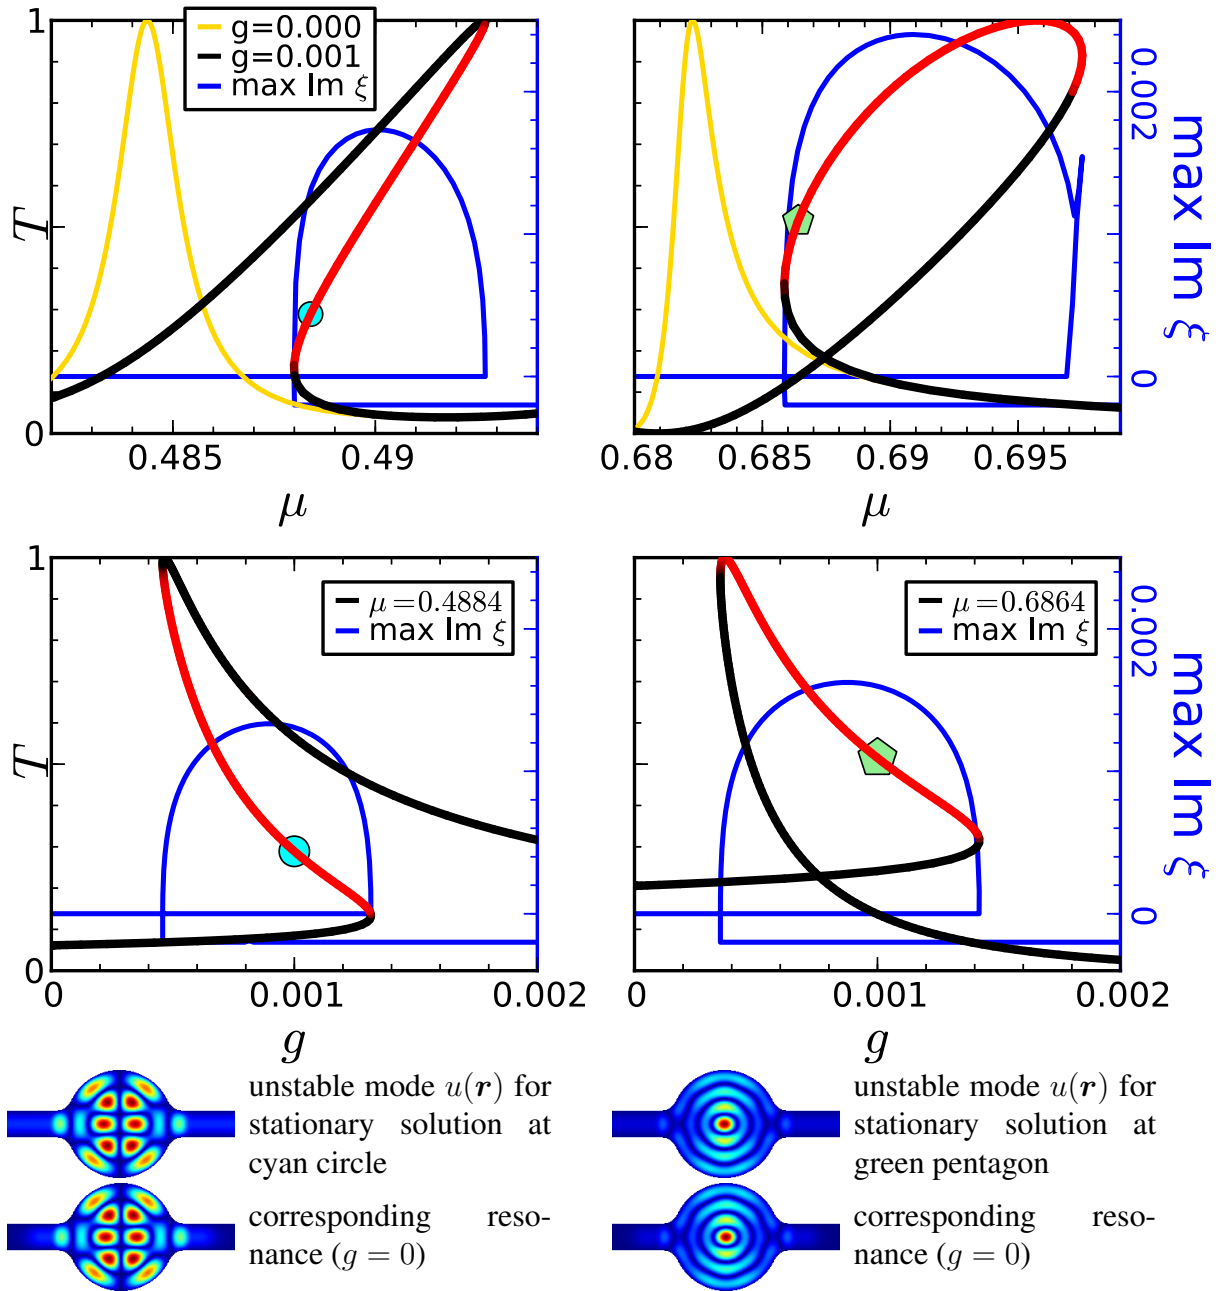 1
g=0.000
g=0.001
max Im ξ
T
0
0.485
0.49
μ
0.68
0.685
0.69
0.695
μ
0.002
0
max Im ξ
1
μ=0.4884
max Im ξ
T
0
0
0.001
0.002
g
μ=0.6864
max Im ξ
0
0.001
0.002
g
0.002
0
max Im ξ
unstable mode u(r) for
stationary solution at
cyan circle
corresponding reso-
nance (g = 0)
unstable mode u(r) for
stationary solution at
green pentagon
corresponding reso-
nance (g = 0)